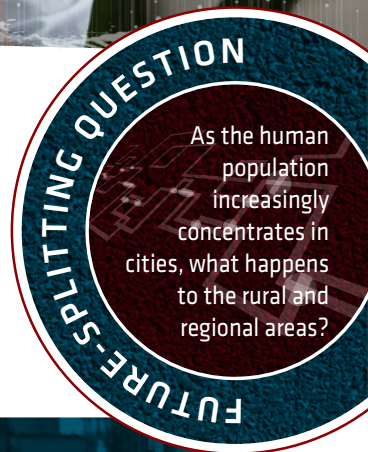 FUTURE-SPLITTING QUESTION
As the human
population
increasingly
concentrates in
cities, what happens
to the rural and
regional areas?